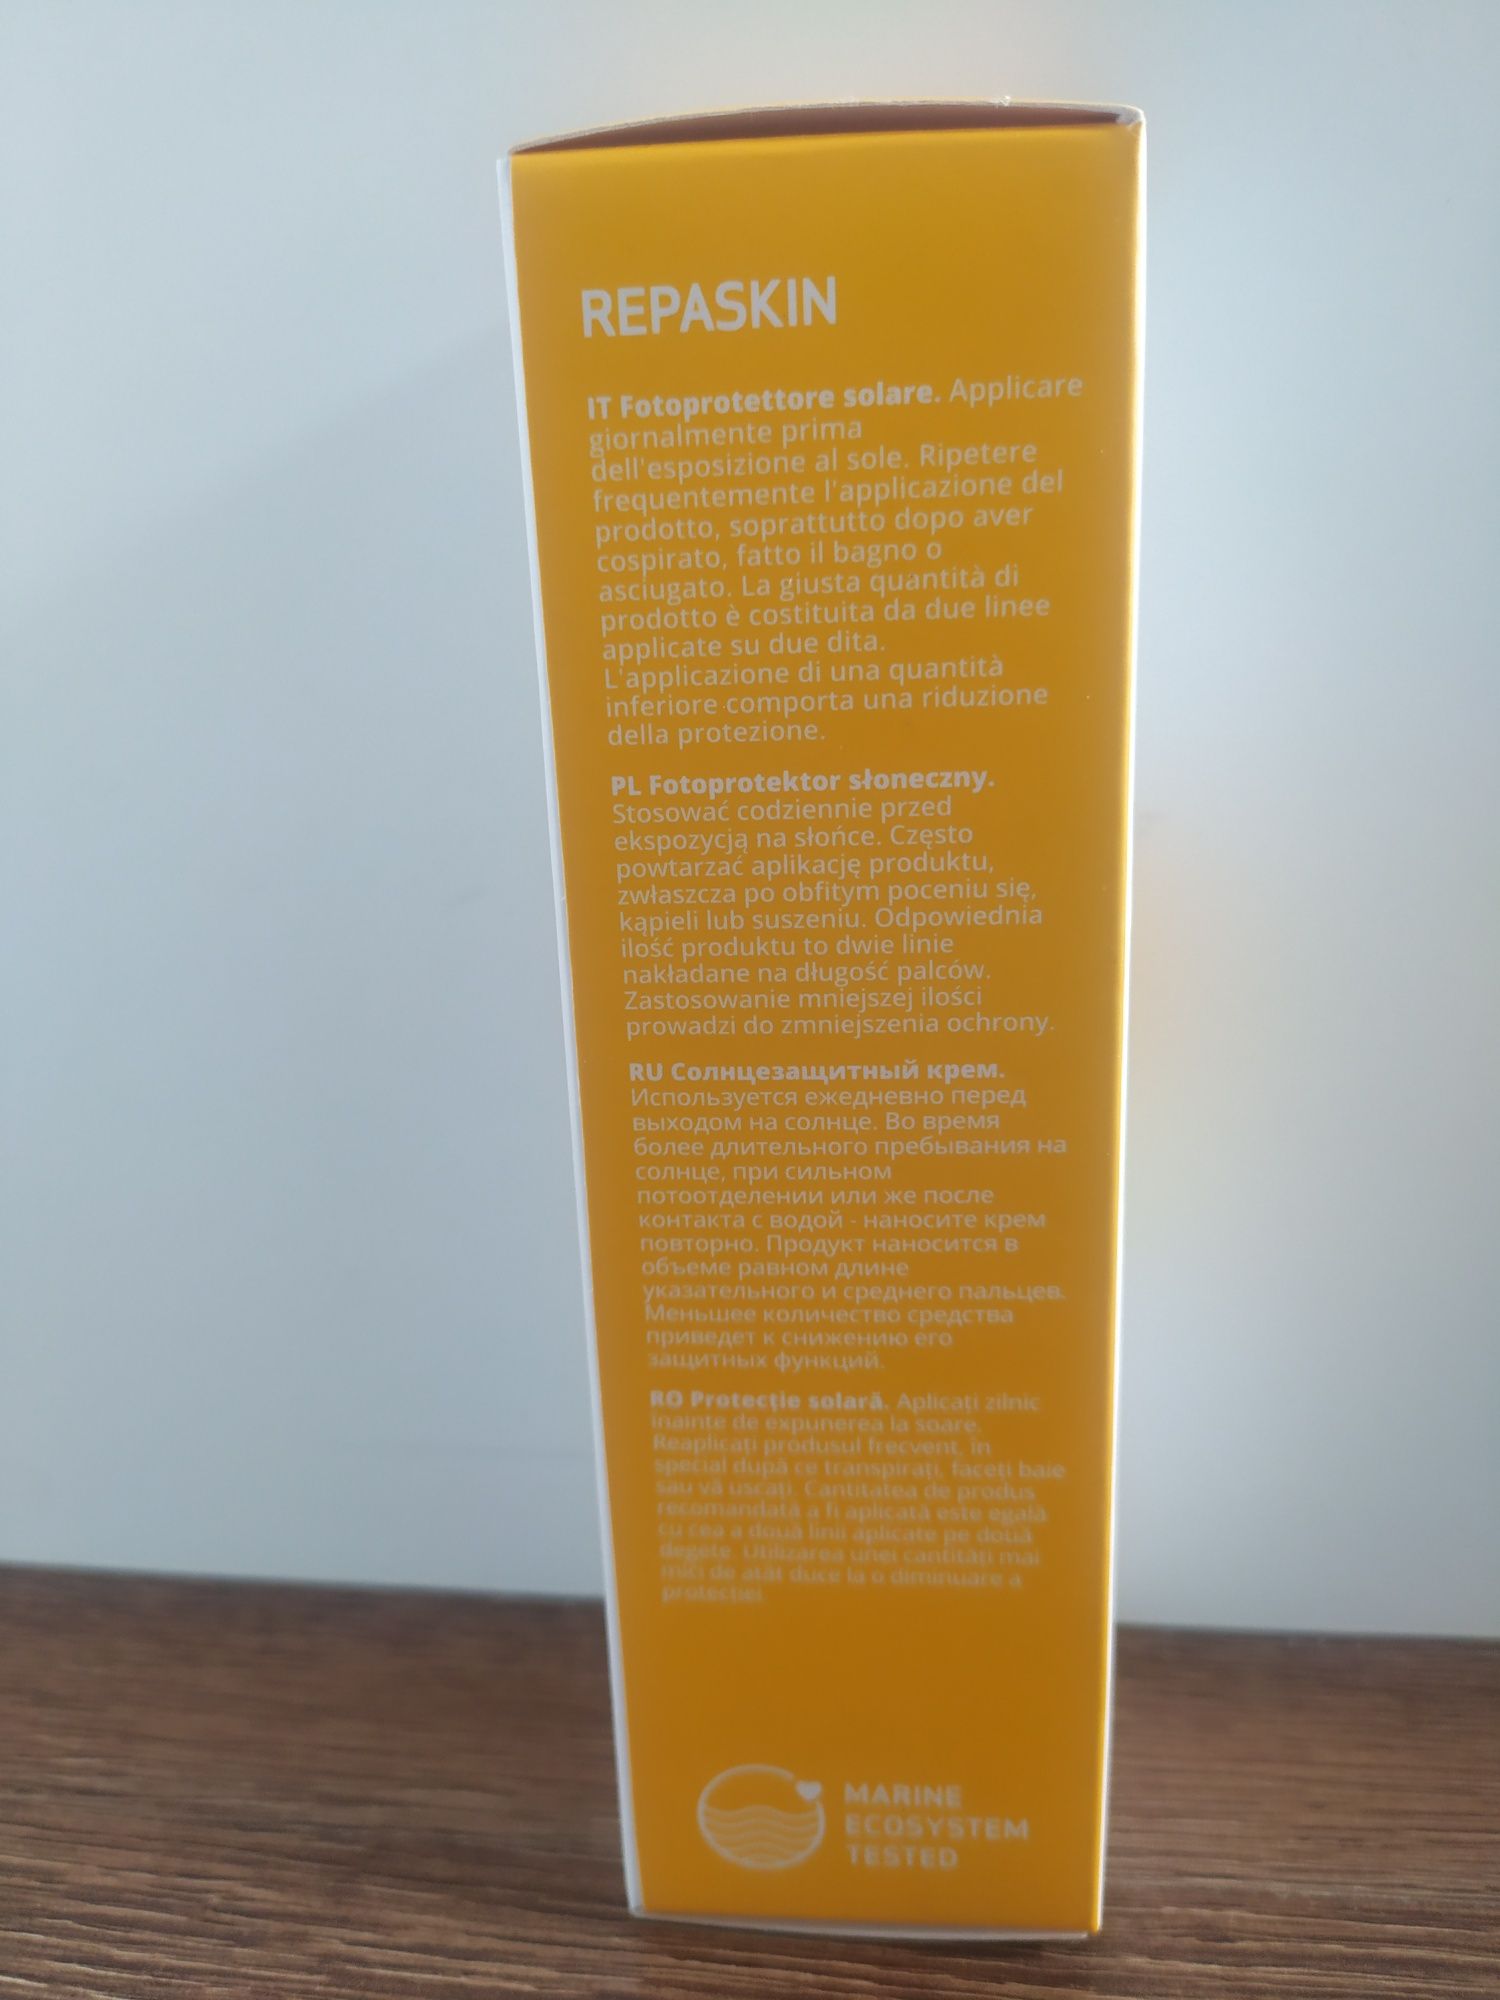 REPASKIN
IT Fotoprotettore solare. Applicare
giornalmente prima
dell'esposizione al sole. Ripetere
frequentemente l'applicazione del
prodotto, soprattutto dopo aver
cospirato, fatto il bagno o
asciugato. La giusta quantità di
prodotto è costituita da due linee
applicate su due dita.
L'applicazione di una quantità
inferiore comporta una riduzione
della protezione.
PL Fotoprotektor słoneczny.
Stosować codziennie przed
ekspozycją na słońce. Często
powtarzać aplikację produktu,
zwłaszcza po obfitym poceniu się,
kąpieli lub suszeniu. Odpowiednia
ilość produktu to dwie linie
nakładane na długość palców.
Zastosowanie mniejszej ilości
prowadzi do zmniejszenia ochrony.
RU Солнцезащитный крем.
Используется ежедневно перед
выходом на солнце. Во время
более длительного пребывания на
солнце, при сильном
потоотделении или же после
контакта с водой - наносите крем
повторно. Продукт наносится в
объеме равном длине
указательного и среднего пальцев.
Меньшее количество средства
приведет к снижению его
защитных функций.
RO Protecție solară. Aplicați zilnic
înainte de expunerea la soare.
Reaplicați produsul frecvent, în
special după ce transpirați, faceți baie
sau vă uscați. Cantitatea de produs
recomandată a fi aplicată este egală
cu cea a două linii aplicate pe două
degete. Utilizarea unei cantități mai
mici de atât duce la o diminuare a
protecției.
MARINE
ECOSYSTEM
TESTED